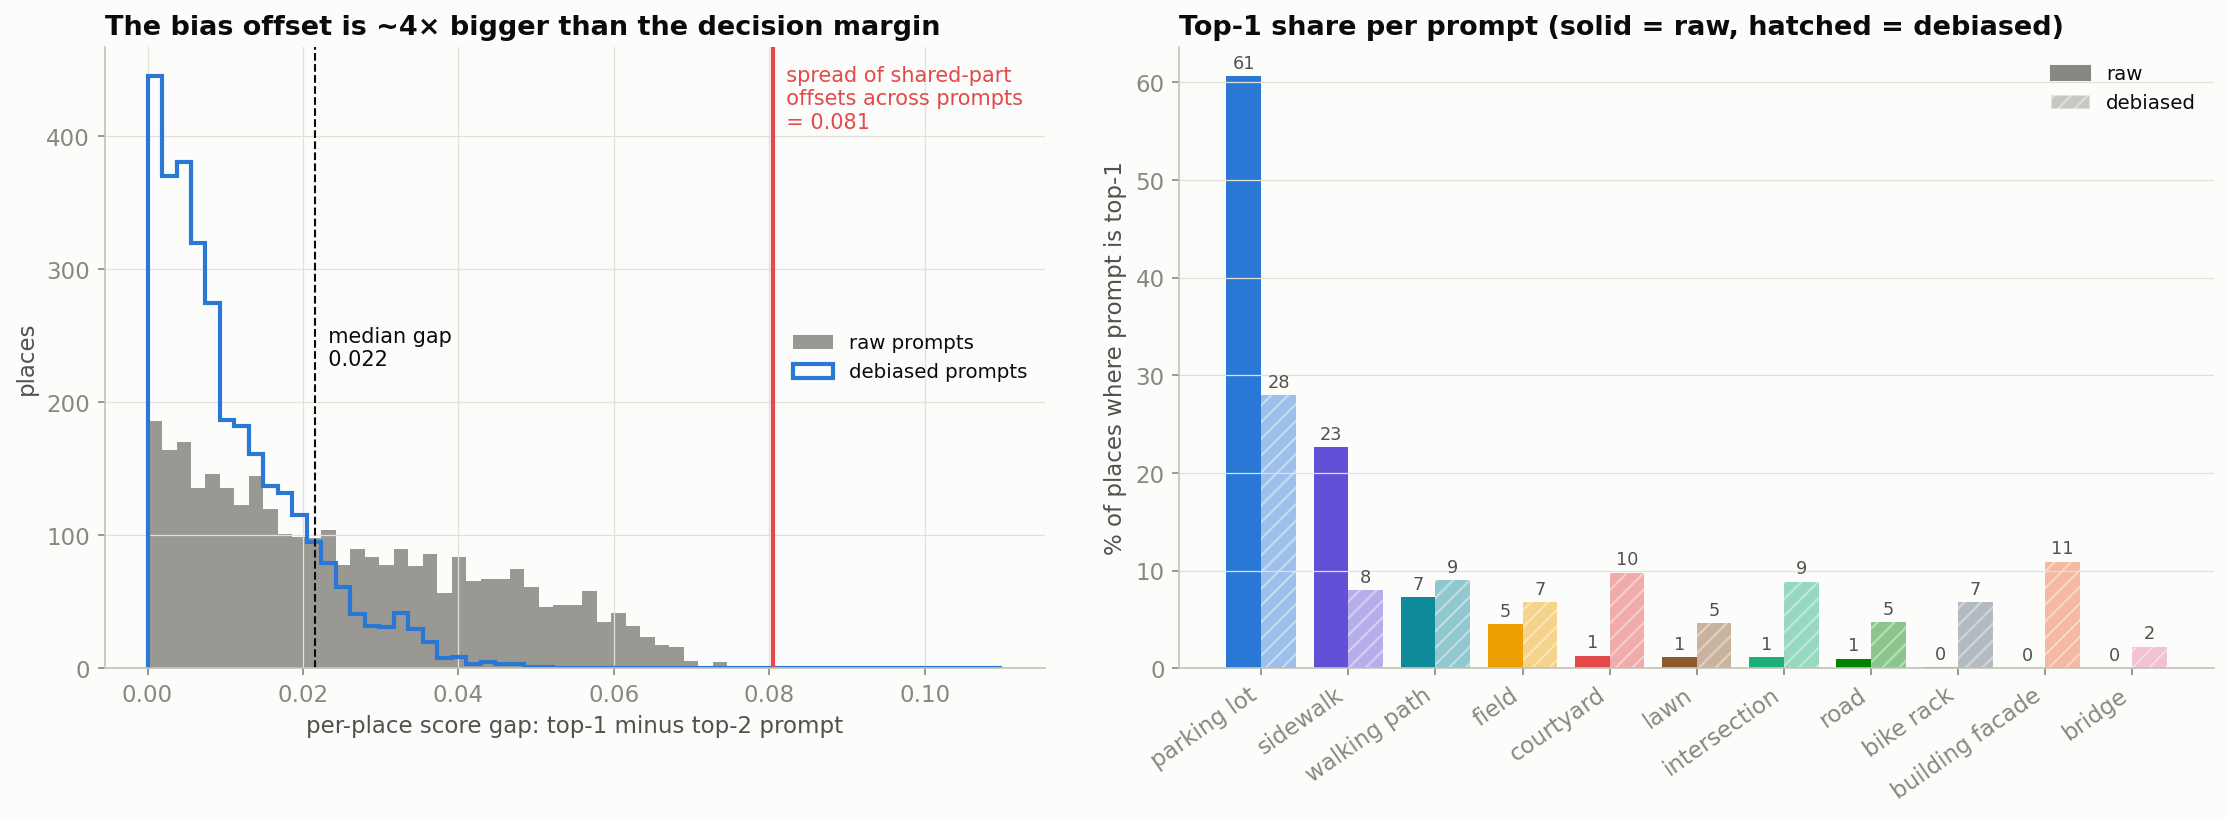 The bias offset is ~4× bigger than the decision margin
spread of shared-part
offsets across prompts
= 0.081
median gap
0.022
raw prompts
debiased prompts
places
400
300
200
100
0
0.00 0.02 0.04 0.06 0.08 0.10
per-place score gap: top-1 minus top-2 prompt
Top-1 share per prompt (solid = raw, hatched = debiased)
raw
debiased
% of places where prompt is top-1
60
50
40
30
20
10
0
61 28 23 8 7 9 5 7 1 10 1 5 1 9 1 5 0 7 0 11 0 2
parking lot
sidewalk
walking path
field
courtyard
lawn
intersection
road
bike rack
building facade
bridge